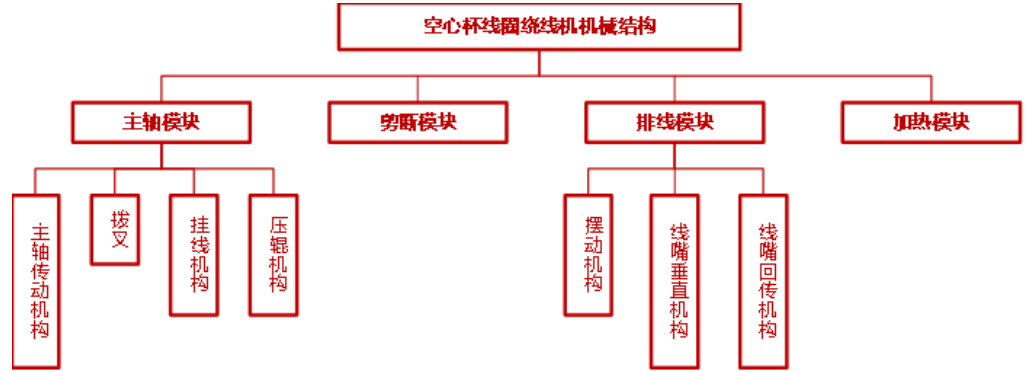 空心杯线圈绕线机机械结构
主轴模块
剪断模块
排线模块
加热模块
主轴传动机构
拨叉
挂线机构
压辊机构
摆动机构
线嘴垂直机构
线嘴回传机构